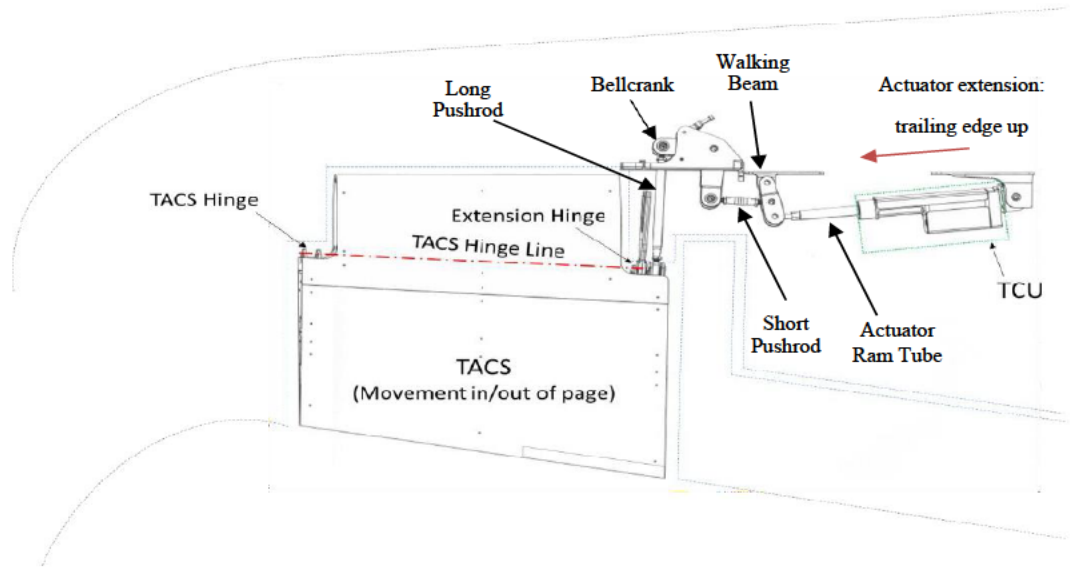 Walking
Beam
Long
Pushrod
Bellcrank
Actuator extension:
trailing edge up
TACS Hinge
Extension Hinge
TACS Hinge Line
TCU
Short
Pushrod
Actuator
Ram Tube
TACS
(Movement in/out of page)